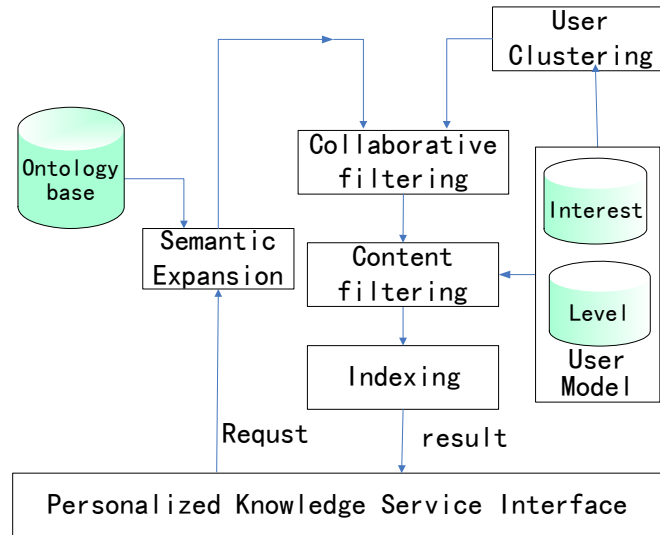 User
Clustering
Collaborative
filtering
Ontology
base
Interest
Semantic
Expansion
Content
filtering
Level
User
Model
Indexing
Requst
result
Personalized Knowledge Service Interface